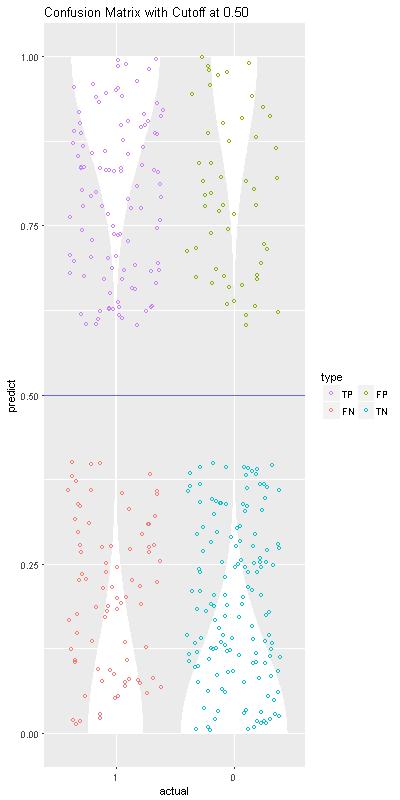 Confusion Matrix with Cutoff at 0.50
1.00
0.75
0.50
0.25
0.00
predict
1
0
actual
type
TP
FP
FN
TN